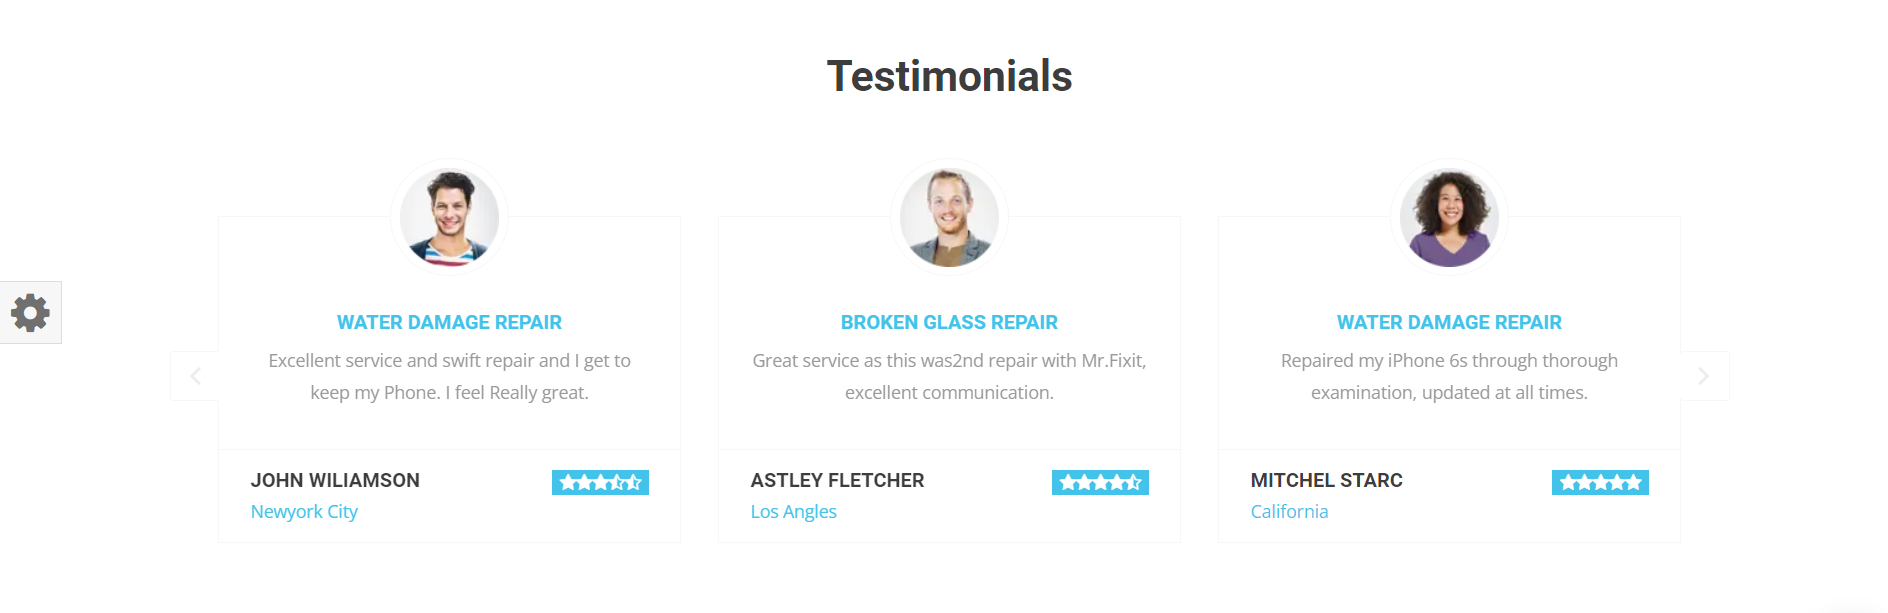 Testimonials
WATER DAMAGE REPAIR
Excellent service and swift repair and I get to
keep my Phone. I feel Really great.
JOHN WILIAMSON
Newyork City
BROKEN GLASS REPAIR
Great service as this was2nd repair with Mr.Fixit,
excellent communication.
ASTLEY FLETCHER
Los Angles
WATER DAMAGE REPAIR
Repaired my iPhone 6s through thorough
examination, updated at all times.
MITCHEL STARC
California